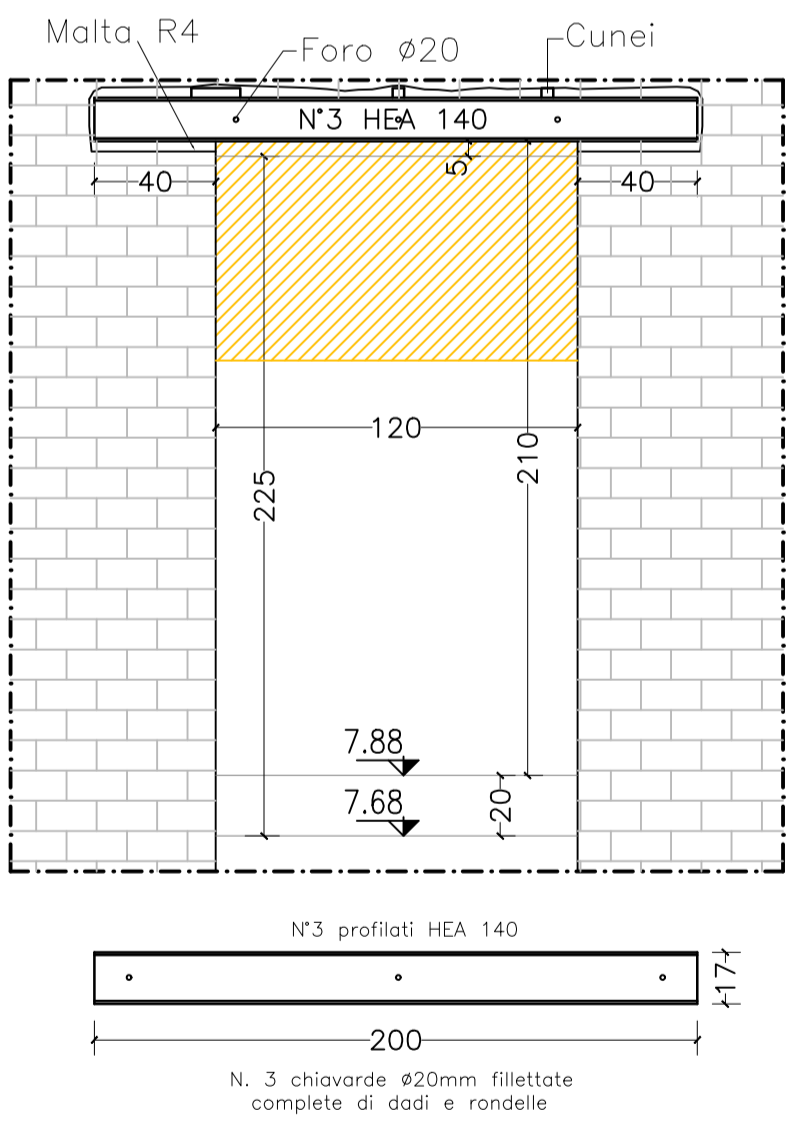 Malta R4
Foro ø20
Cunei
N°3 HEA 140
5
40
40
120
210
225
7.88
7.68
20
N°3 profilati HEA 140
17
200
N. 3 chiavarde ø20mm fillettate
complete di dadi e rondelle